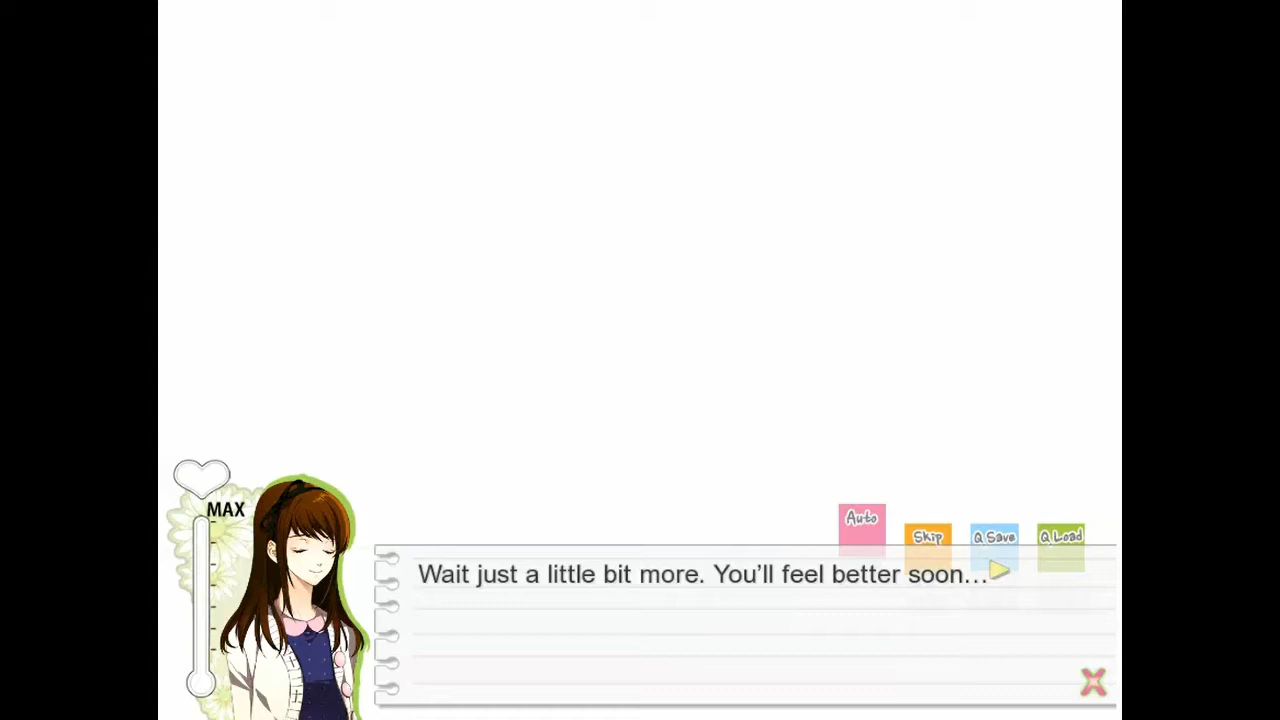 MAX
Auto
Skip
Q Save
Q Load
Wait just a little bit more. You’ll feel better soon…